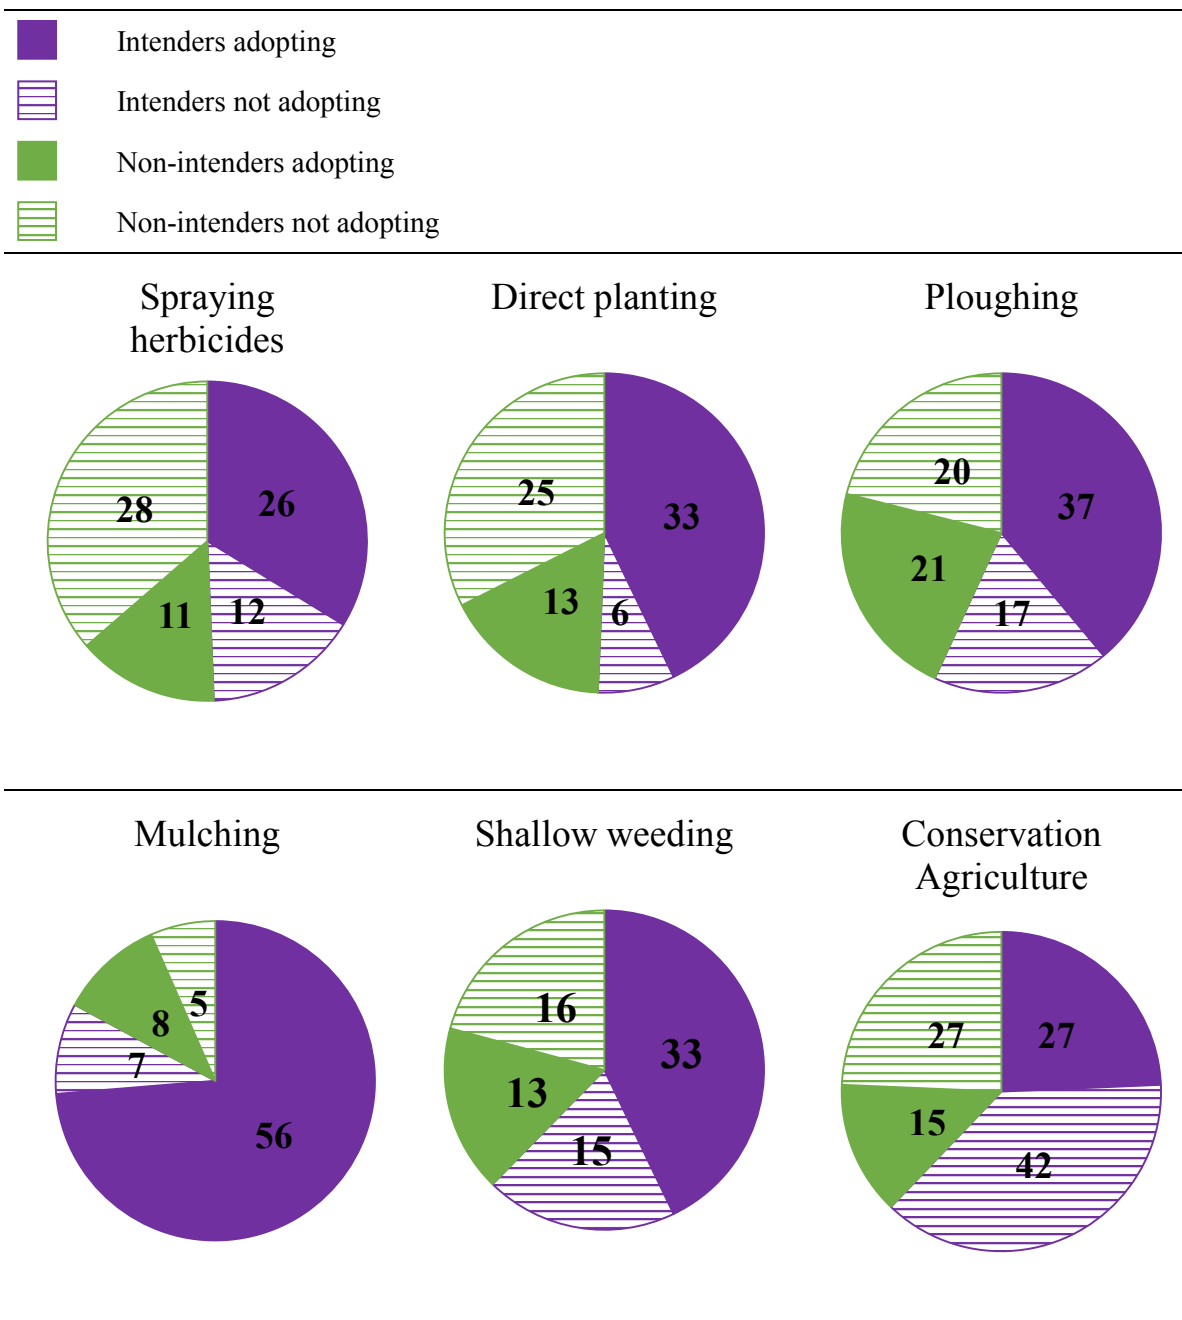 Intenders adopting
Intenders not adopting
Non-intenders adopting
Non-intenders not adopting
Spraying
herbicides
28
26
11
12
Direct planting
25
33
13
6
Ploughing
20
37
21
17
Mulching
5
8
7
56
Shallow weeding
16
33
13
15
Conservation
Agriculture
27
27
15
42